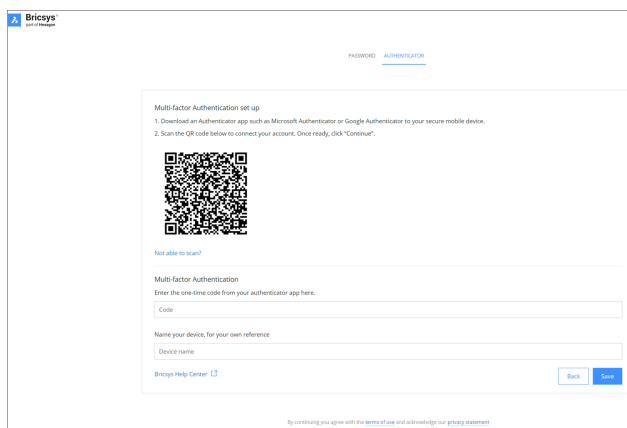 Bricsys®
part of Hexagon
PASSWORD AUTHENTICATOR
Multi-factor Authentication set up
1. Download an Authenticator app such as Microsoft Authenticator or Google Authenticator to your secure mobile device.
2. Scan the QR code below to connect your account. Once ready, click "Continue".
Not able to scan?
Multi-factor Authentication
Enter the one-time code from your authenticator app here.
Code
Name your device, for your own reference
Device name
Bricsys Help Center
Back Save
By continuing you agree with the terms of use and acknowledge our privacy statement